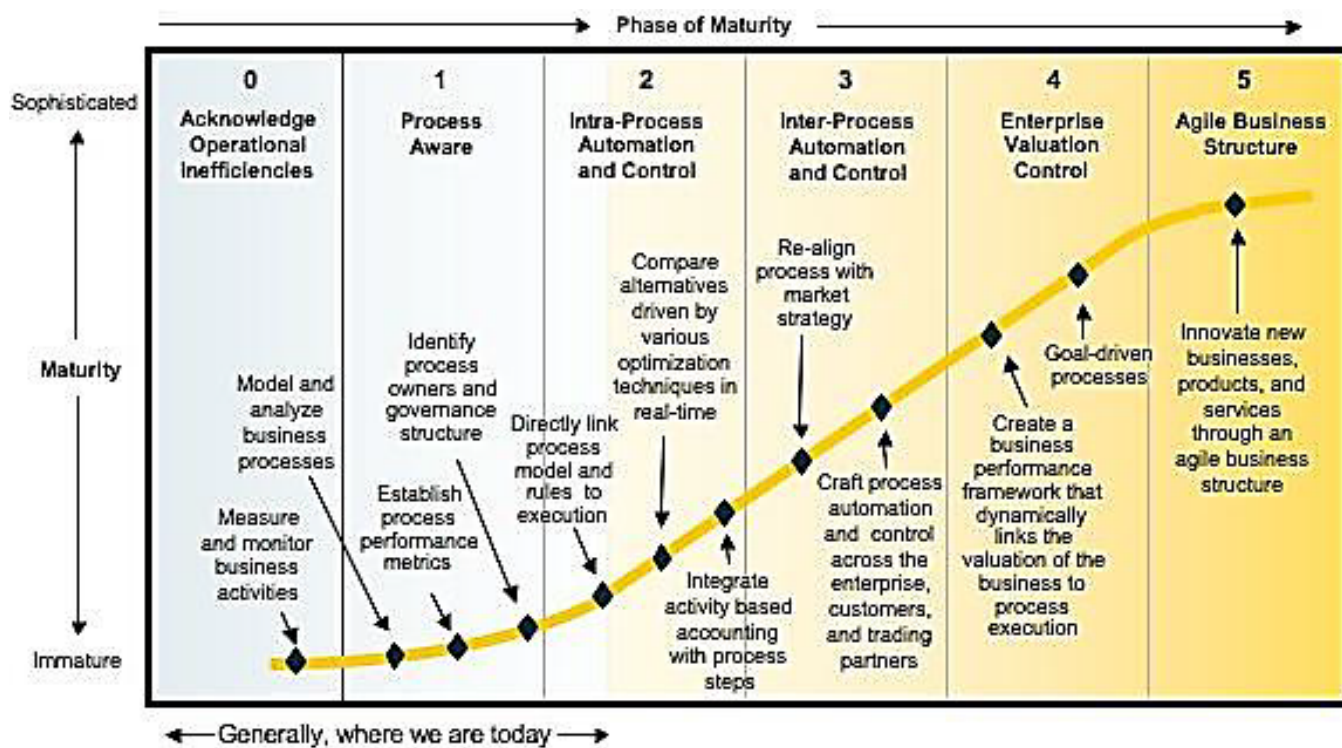 Phase of Maturity
0
Acknowledge
Operational
Inefficiencies
1
Process
Aware
2
Intra-Process
Automation
and Control
3
Inter-Process
Automation
and Control
4
Enterprise
Valuation
Control
5
Agile Business
Structure
Sophisticated
Maturity
Immature
Measure
and monitor
business
activities
Model and
analyze
business
processes
Establish
process
performance
metrics
Identify
process
owners and
governance
structure
Directly link
process
model and
rules to
execution
Compare
alternatives
driven by
various
optimization
techniques in
real-time
Integrate
activity based
accounting
with process
steps
Re-align
process with
market
strategy
Craft process
automation
and control
across the
enterprise,
customers,
and trading
partners
Create a
business
performance
framework that
dynamically
links the
valuation of the
business to
process
execution
Goal-driven
processes
Innovate new
businesses,
products, and
services
through an
agile business
structure
Generally, where we are today